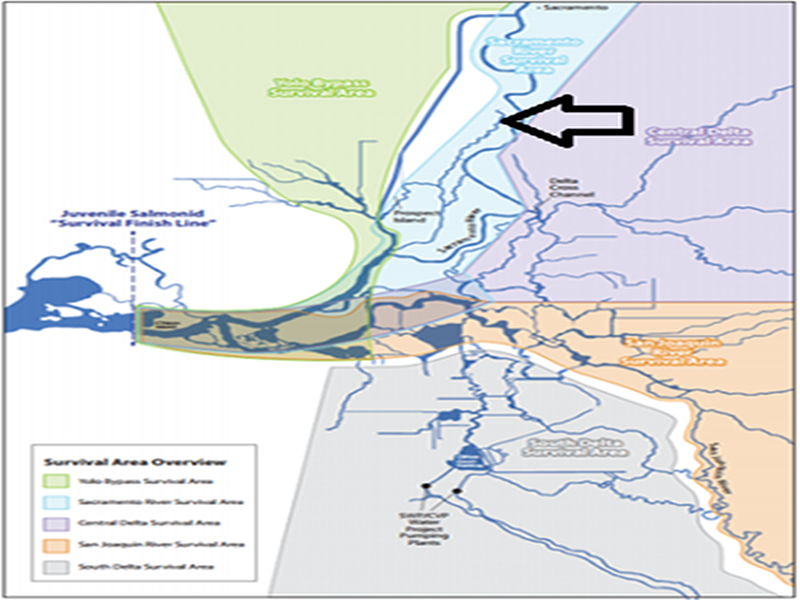 - Sacramento
Sacramento
River
Survival
Area
Yolo Bypass
Survival Area
Central Delta
Survival Area
Delta
Cross
Channel
Juvenile Salmonid
"Survival Finish Line"
Prospect
Island
San Joaquin
River
Survival Area
South Delta
Survival Area
SWP/CVP
Water
Project
Pumping
Plants
Survival Area Overview
Yolo Bypass Survival Area
Sacramento River Survival Area
Central Delta Survival Area
San Joaquin River Survival Area
South Delta Survival Area